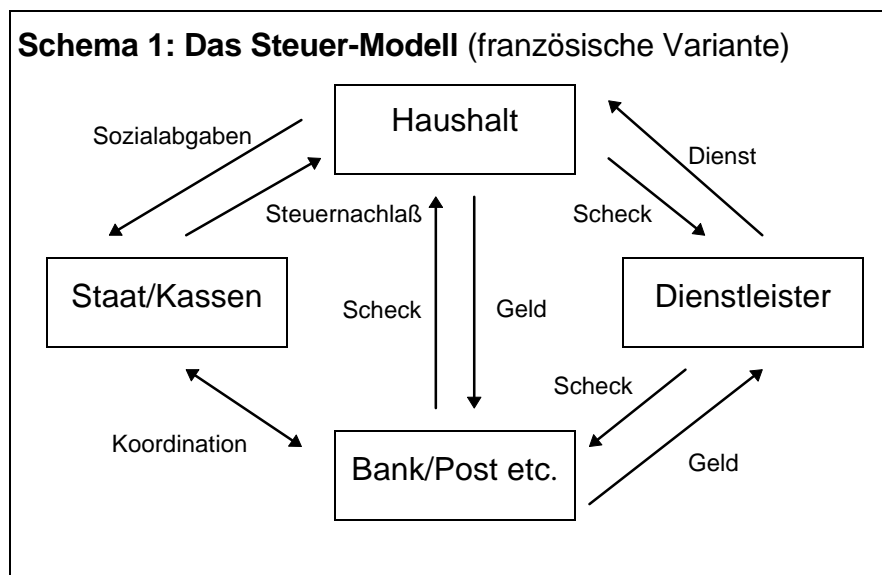 Schema 1: Das Steuer-Modell (französische Variante)
Haushalt
Sozialabgaben
Dienst
Steuernachlaß
Scheck
Staat/Kassen
Dienstleister
Scheck
Geld
Scheck
Koordination
Bank/Post etc.
Geld